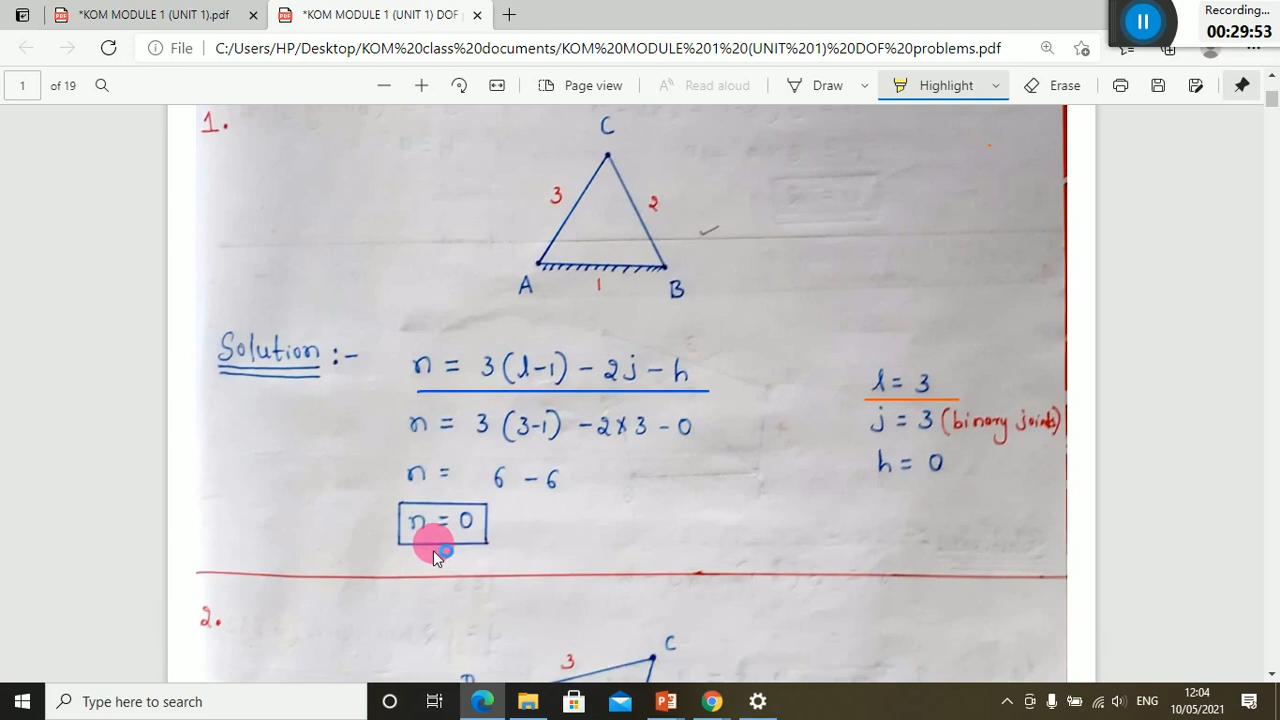 Recording...
00:29:53
*KOM MODULE 1 (UNIT 1).pdf
*KOM MODULE 1 (UNIT 1) DOF
File
C:/Users/HP/Desktop/KOM%20class%20documents/KOM%20MODULE%201%20(UNIT%201)%20DOF%20problems.pdf
1 of 19
Page view
Read aloud
Draw
Highlight
Erase
1.
C
3
2
A
1
B
Solution :-
n = 3(l-1) - 2j - h
n = 3 (3-1) - 2×3 - 0
n = 6 - 6
n = 0
l = 3
j = 3 (binary joints)
h = 0
2.
C
3
Type here to search
ENG
12:04
10/05/2021